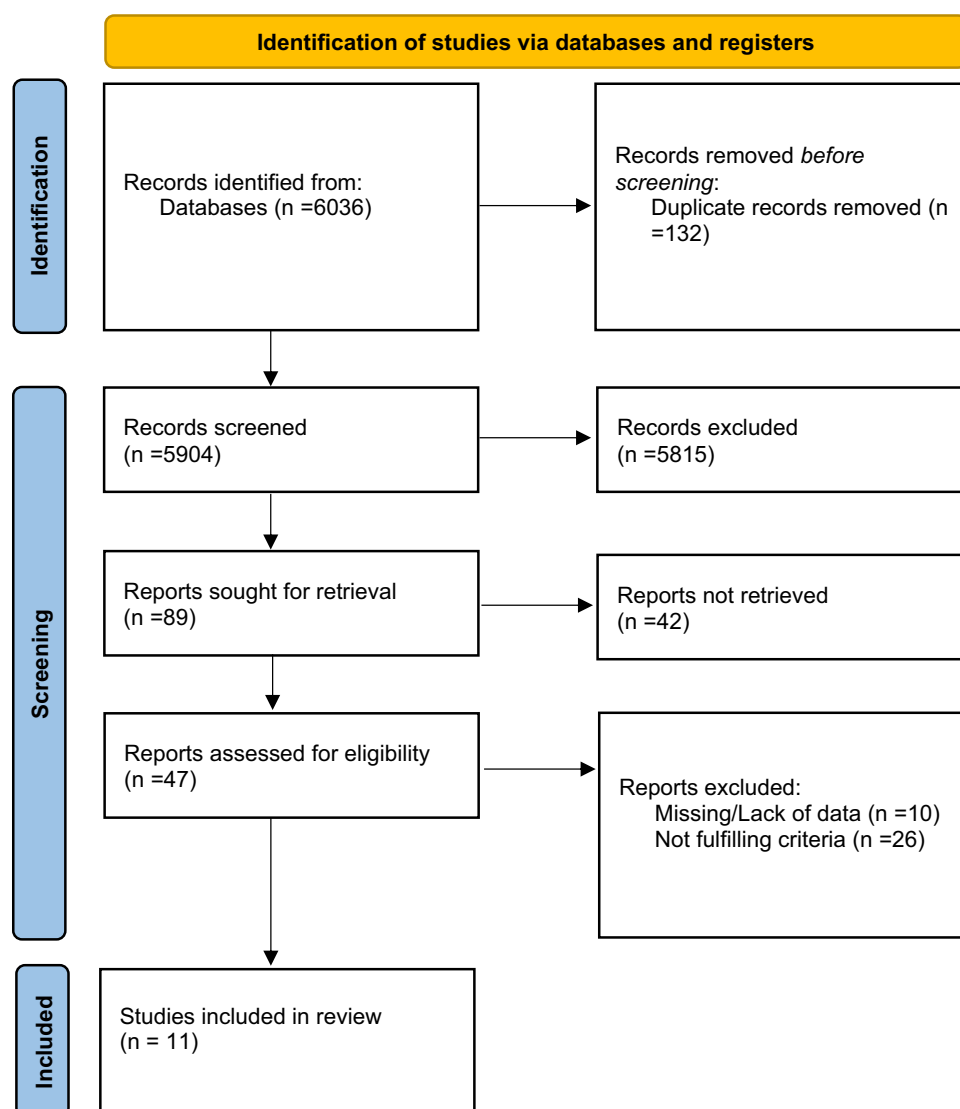 Identification of studies via databases and registers
Identification
Records identified from:
Databases (n =6036)
Records removed before
screening:
Duplicate records removed (n
=132)
Screening
Records screened
(n =5904)
Records excluded
(n =5815)
Reports sought for retrieval
(n =89)
Reports not retrieved
(n =42)
Reports assessed for eligibility
(n =47)
Reports excluded:
Missing/Lack of data (n =10)
Not fulfilling criteria (n =26)
Included
Studies included in review
(n = 11)